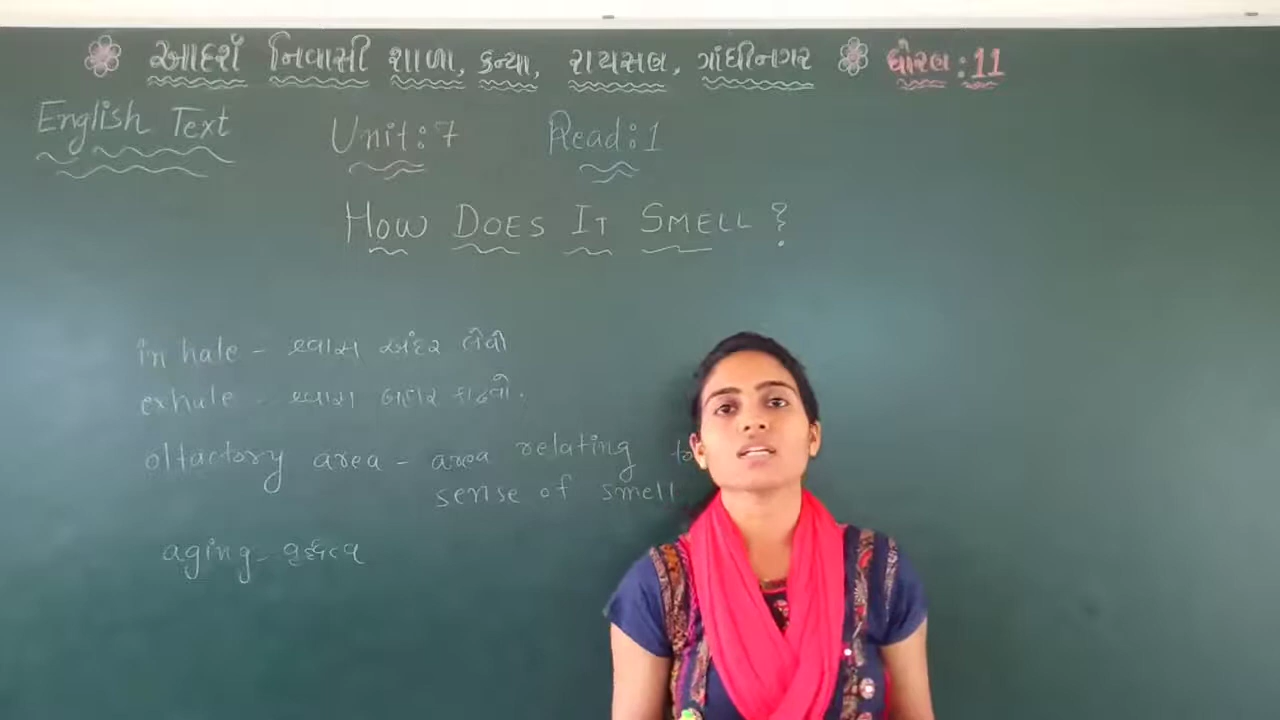 આદર્શ નિવાસી શાળા, કન્યા, રાયસણ, ગાંધીનગર ધોરણ : 11
English Text Unit : 7 Read : 1
HOW DOES IT SMELL ?
inhale - શ્વાસ અંદર લેવો
exhale - શ્વાસ બહાર કાઢવો.
olfactory area - area relating to
sense of smell
aging - વૃદ્ધત્વ